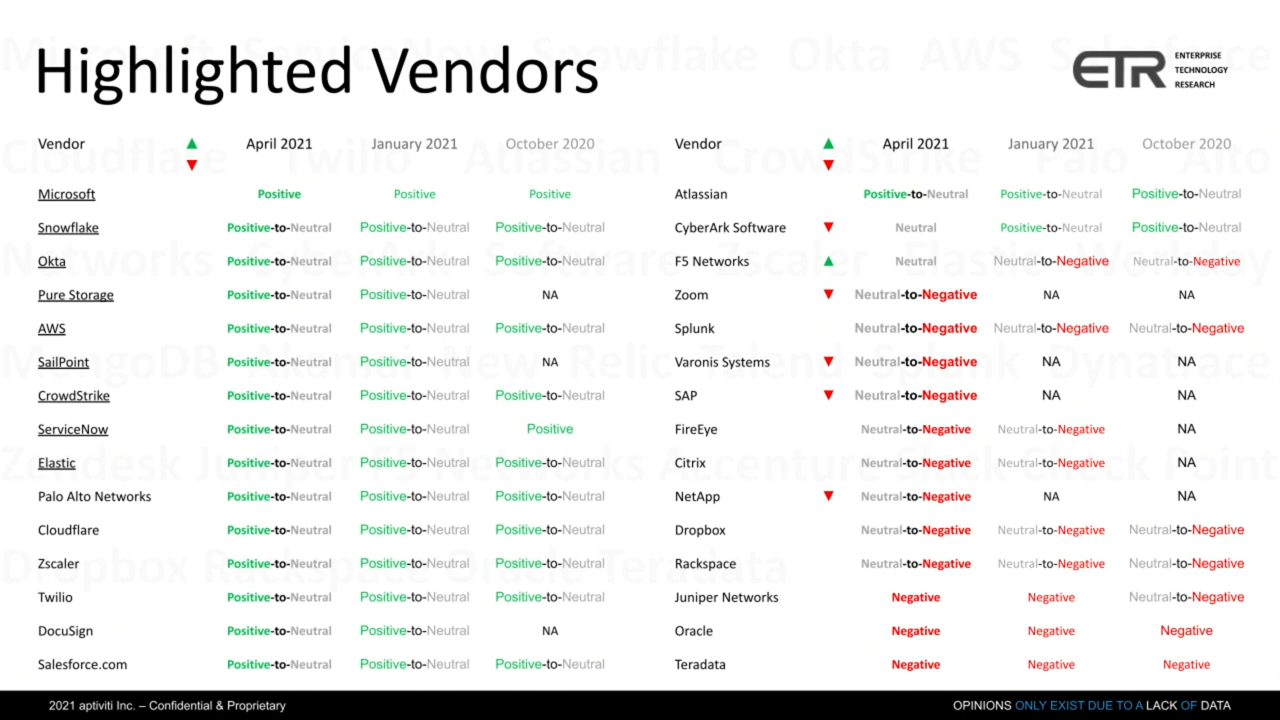 Highlighted Vendors
ETR ENTERPRISE TECHNOLOGY RESEARCH
Vendor ▲ ▼ April 2021 January 2021 October 2020
Microsoft Positive Positive Positive
Snowflake Positive-to-Neutral Positive-to-Neutral Positive-to-Neutral
Okta Positive-to-Neutral Positive-to-Neutral Positive-to-Neutral
Pure Storage Positive-to-Neutral Positive-to-Neutral NA
AWS Positive-to-Neutral Positive-to-Neutral Positive-to-Neutral
SailPoint Positive-to-Neutral Positive-to-Neutral NA
CrowdStrike Positive-to-Neutral Positive-to-Neutral Positive-to-Neutral
ServiceNow Positive-to-Neutral Positive-to-Neutral Positive
Elastic Positive-to-Neutral Positive-to-Neutral Positive-to-Neutral
Palo Alto Networks Positive-to-Neutral Positive-to-Neutral Positive-to-Neutral
Cloudflare Positive-to-Neutral Positive-to-Neutral Positive-to-Neutral
Zscaler Positive-to-Neutral Positive-to-Neutral Positive-to-Neutral
Twilio Positive-to-Neutral Positive-to-Neutral Positive-to-Neutral
DocuSign Positive-to-Neutral Positive-to-Neutral NA
Salesforce.com Positive-to-Neutral Positive-to-Neutral Positive-to-Neutral
Vendor ▲ ▼ April 2021 January 2021 October 2020
Atlassian Positive-to-Neutral Positive-to-Neutral Positive-to-Neutral
CyberArk Software ▼ Neutral Positive-to-Neutral Positive-to-Neutral
F5 Networks ▲ Neutral Neutral-to-Negative Neutral-to-Negative
Zoom ▼ Neutral-to-Negative NA NA
Splunk Neutral-to-Negative Neutral-to-Negative Neutral-to-Negative
Varonis Systems ▼ Neutral-to-Negative NA NA
SAP ▼ Neutral-to-Negative NA NA
FireEye Neutral-to-Negative Neutral-to-Negative NA
Citrix Neutral-to-Negative Neutral-to-Negative NA
NetApp ▼ Neutral-to-Negative NA NA
Dropbox Neutral-to-Negative Neutral-to-Negative Neutral-to-Negative
Rackspace Neutral-to-Negative Neutral-to-Negative Neutral-to-Negative
Juniper Networks Negative Negative Neutral-to-Negative
Oracle Negative Negative Negative
Teradata Negative Negative Negative
2021 aptiviti Inc. – Confidential & Proprietary
OPINIONS ONLY EXIST DUE TO A LACK OF DATA